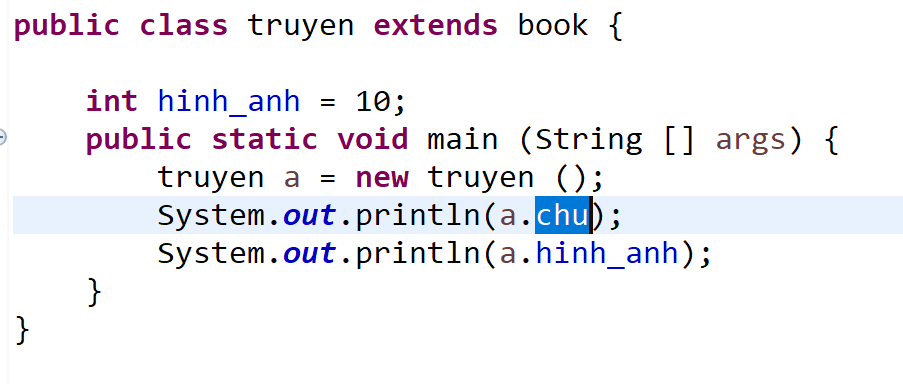 public class truyen extends book {
int hinh_anh = 10;
public static void main (String [] args) {
truyen a = new truyen ();
System.out.println(a.chu);
System.out.println(a.hinh_anh);
}
}